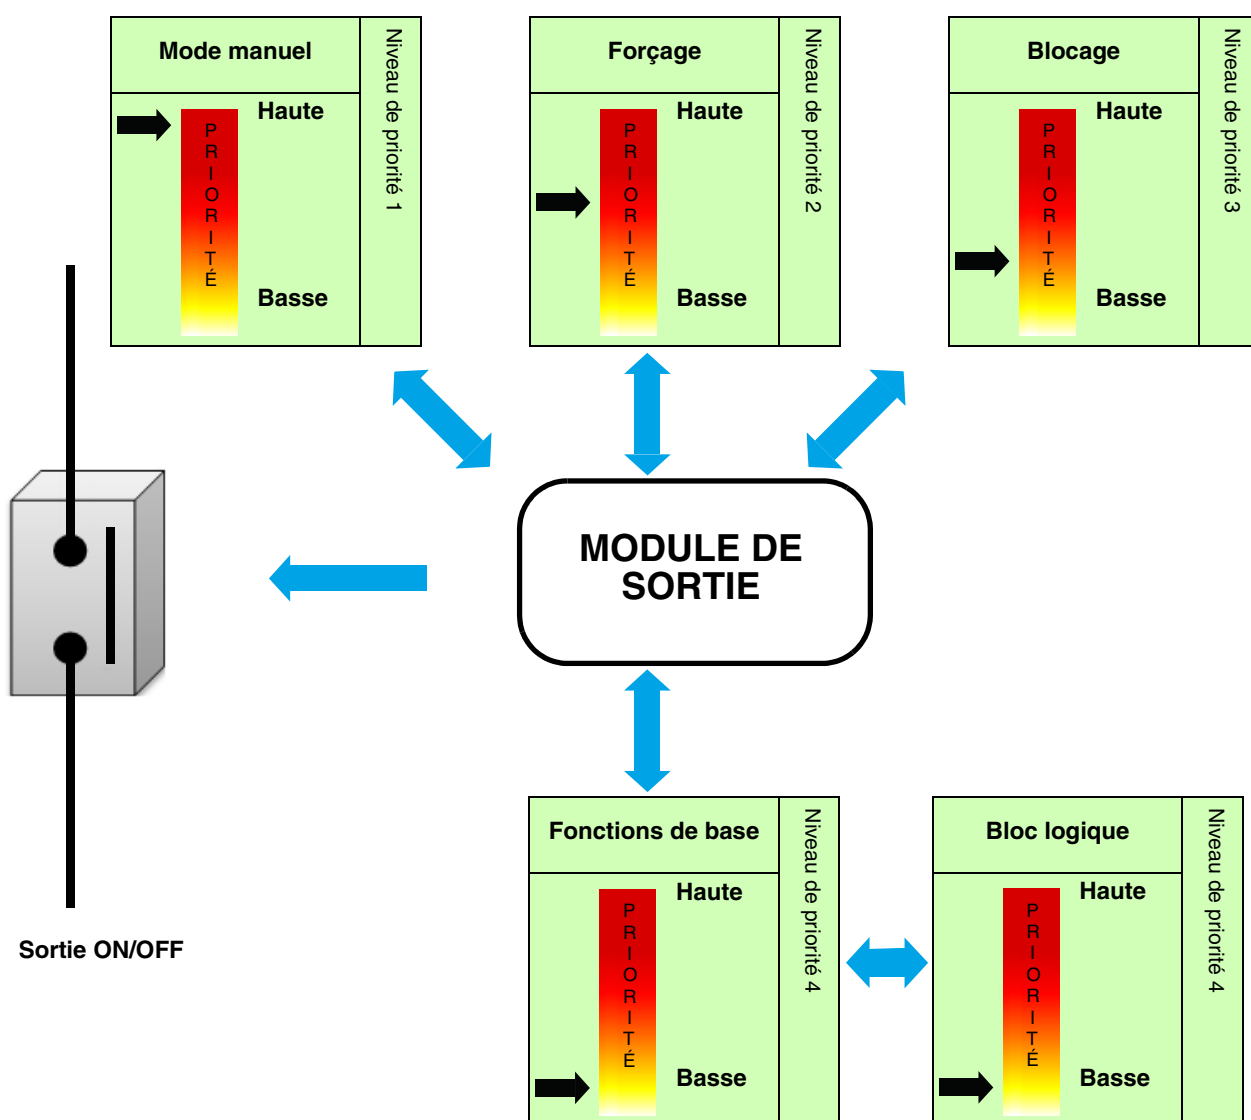 Mode manuel
Niveau de priorité 1
Haute
PRIORITÉ
Basse
Forçage
Niveau de priorité 2
Haute
PRIORITÉ
Basse
Blocage
Niveau de priorité 3
Haute
PRIORITÉ
Basse
MODULE DE
SORTIE
Sortie ON/OFF
Fonctions de base
Niveau de priorité 4
Haute
PRIORITÉ
Basse
Bloc logique
Niveau de priorité 4
Haute
PRIORITÉ
Basse